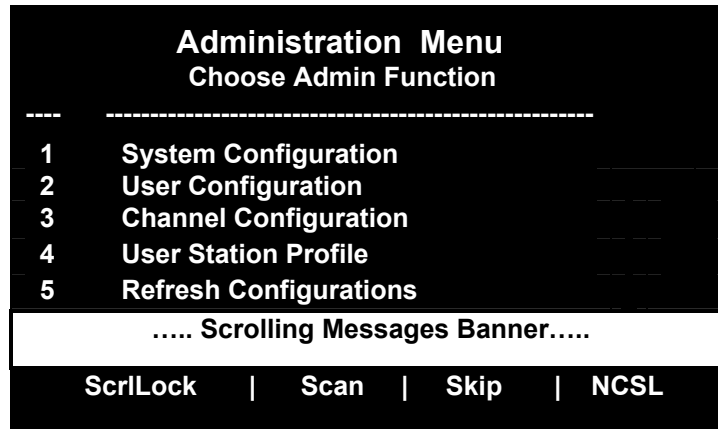 Administration Menu
Choose Admin Function
---- -------------------------------------------------------
1 System Configuration
2 User Configuration
3 Channel Configuration
4 User Station Profile
5 Refresh Configurations
….. Scrolling Messages Banner…..
ScrlLock | Scan | Skip | NCSL